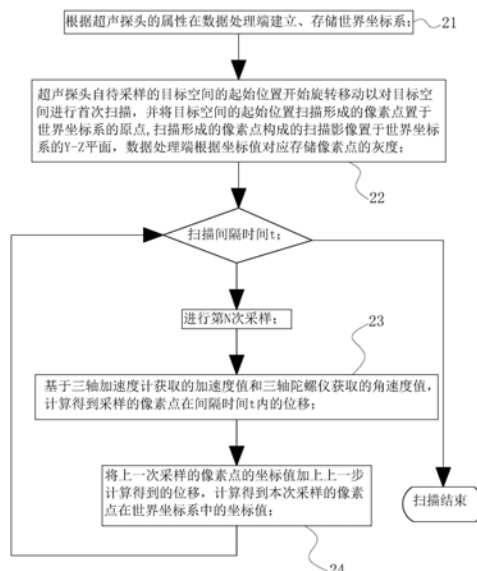 根据超声探头的属性在数据处理端建立、存储世界坐标系;
21
超声探头自待采样的目标空间的起始位置开始旋转移动以对目标
空间进行首次扫描，并将目标空间的起始位置扫描形成的像素点置于
世界坐标系的原点,扫描形成的像素点构成的扫描影像置于世界坐标
系的Y-Z平面，数据处理端根据坐标值对应存储像素点的灰度;
22
扫描间隔时间t;
进行第N次采样;
23
基于三轴加速度计获取的加速度值和三轴陀螺仪获取的角速度值，
计算得到采样的像素点在间隔时间t内的位移;
将上一次采样的像素点的坐标值加上上一步
计算得到的位移，计算得到本次采样的像素
点在世界坐标系中的坐标值;
扫描结束
24